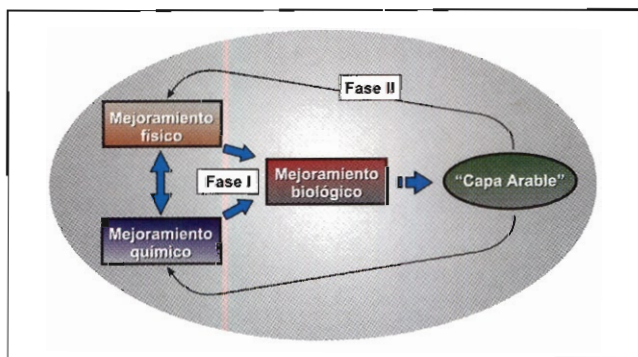 Fase II
Mejoramiento
físico
Fase I
Mejoramiento
biológico
"Capa Arable"
Mejoramiento
químico